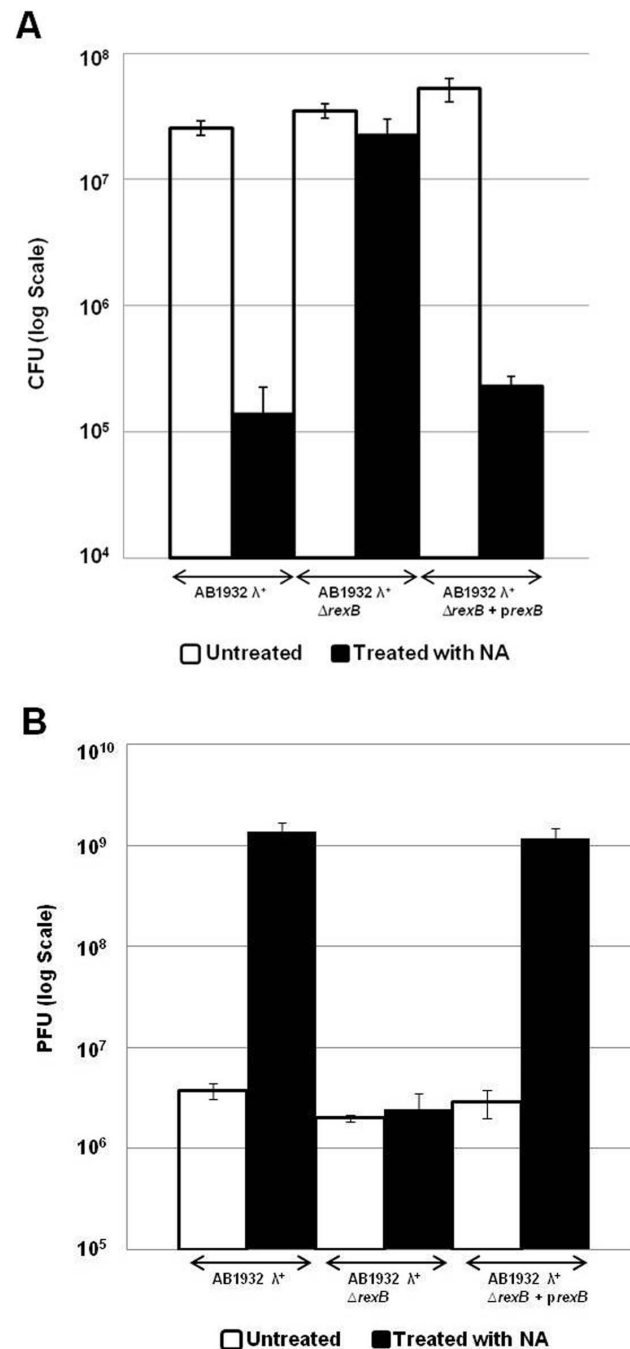 A
10⁸
10⁷
10⁶
10⁵
10⁴
CFU (log Scale)
AB1932 λ⁺
AB1932 λ⁺
ΔrexB
AB1932 λ⁺
ΔrexB + prexB
Untreated Treated with NA
B
10¹⁰
10⁹
10⁸
10⁷
10⁶
10⁵
PFU (log Scale)
AB1932 λ⁺
AB1932 λ⁺
ΔrexB
AB1932 λ⁺
ΔrexB + prexB
Untreated Treated with NA